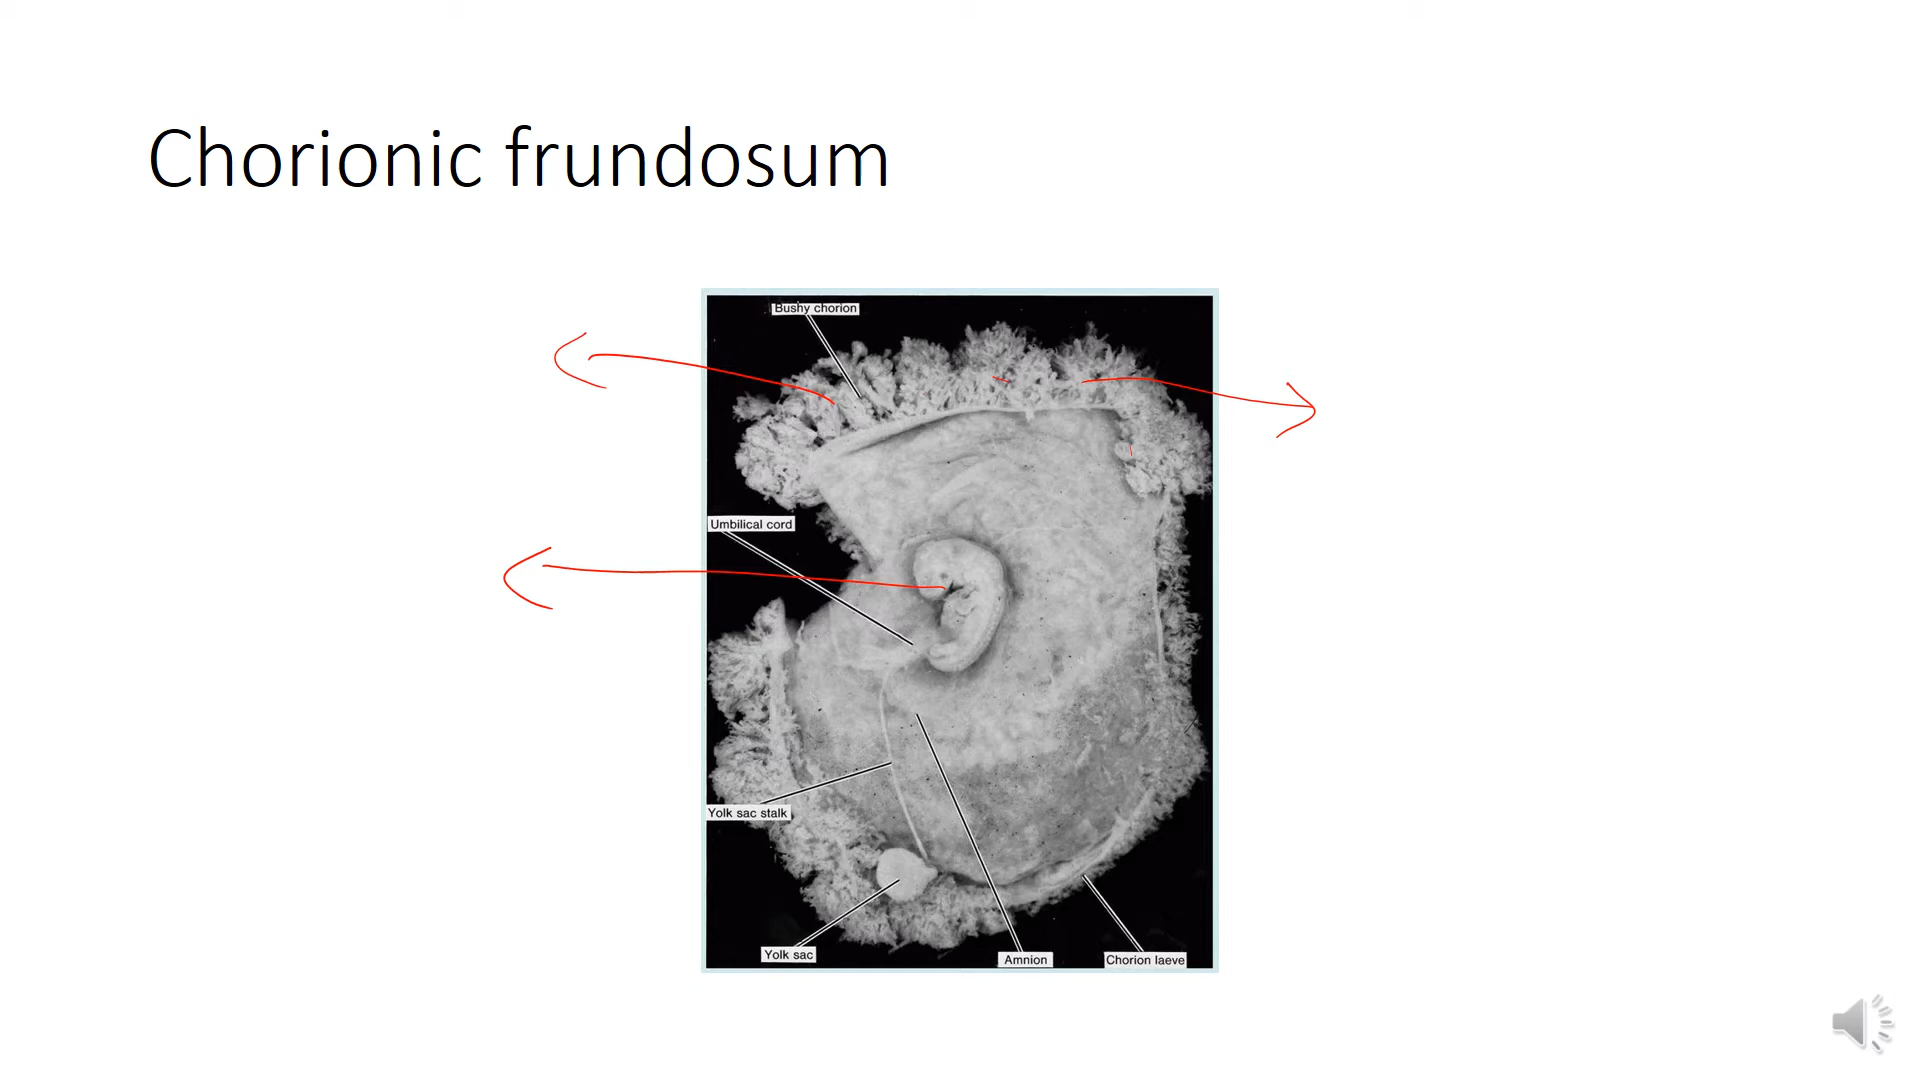 Chorionic frundosum
Bushy chorion
Umbilical cord
Yolk sac stalk
Yolk sac
Amnion
Chorion laeve